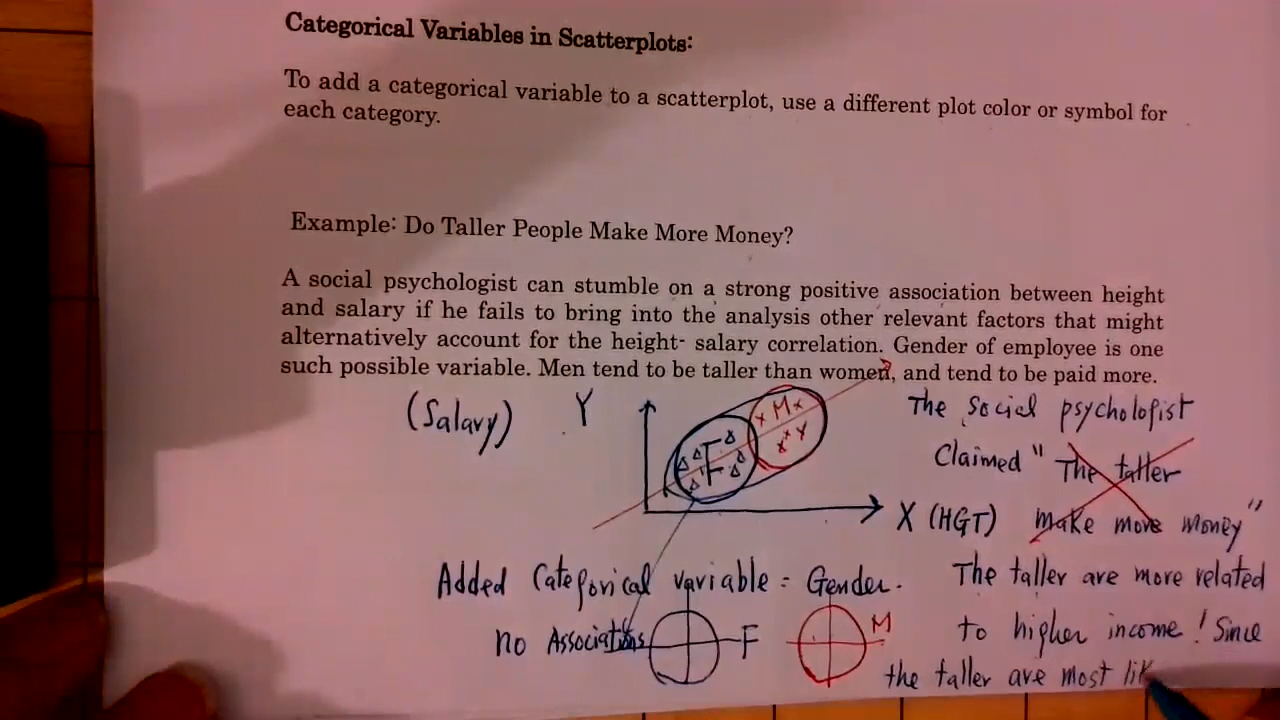 Categorical Variables in Scatterplots:
To add a categorical variable to a scatterplot, use a different plot color or symbol for
each category.
Example: Do Taller People Make More Money?
A social psychologist can stumble on a strong positive association between height
and salary if he fails to bring into the analysis other relevant factors that might
alternatively account for the height- salary correlation. Gender of employee is one
such possible variable. Men tend to be taller than women, and tend to be paid more.
(Salary) Y
F
M
X (HGT)
The social psychologist
Claimed "The taller
make more money"
Added Categorical variable = Gender.
no Associations
F
M
The taller are more related
to higher income! Since
the taller are most lik